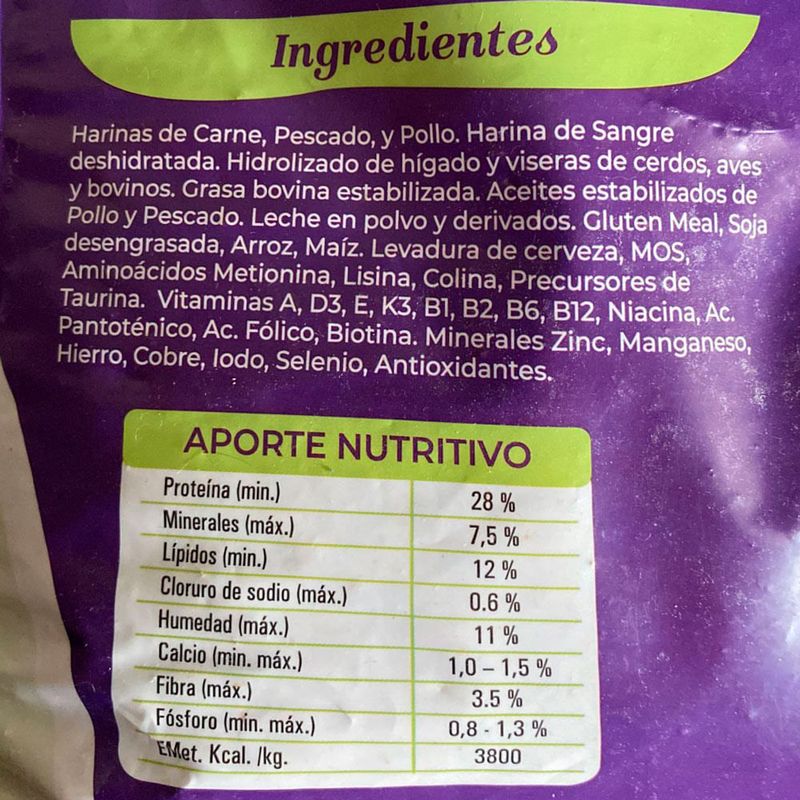 Ingredientes
Harinas de Carne, Pescado, y Pollo. Harina de Sangre
deshidratada. Hidrolizado de hígado y viseras de cerdos, aves
y bovinos. Grasa bovina estabilizada. Aceites estabilizados de
Pollo y Pescado. Leche en polvo y derivados. Gluten Meal, Soja
desengrasada, Arroz, Maíz. Levadura de cerveza, MOS,
Aminoácidos Metionina, Lisina, Colina, Precursores de
Taurina. Vitaminas A, D3, E, K3, B1, B2, B6, B12, Niacina, Ac.
Pantoténico, Ac. Fólico, Biotina. Minerales Zinc, Manganeso,
Hierro, Cobre, Iodo, Selenio, Antioxidantes.
APORTE NUTRITIVO
Proteína (min.) 28 %
Minerales (máx.) 7,5 %
Lípidos (min.) 12 %
Cloruro de sodio (máx.) 0.6 %
Humedad (máx.) 11 %
Calcio (min. máx.) 1,0 – 1,5 %
Fibra (máx.) 3.5 %
Fósforo (min. máx.) 0,8 - 1,3 %
EMet. Kcal. /kg. 3800